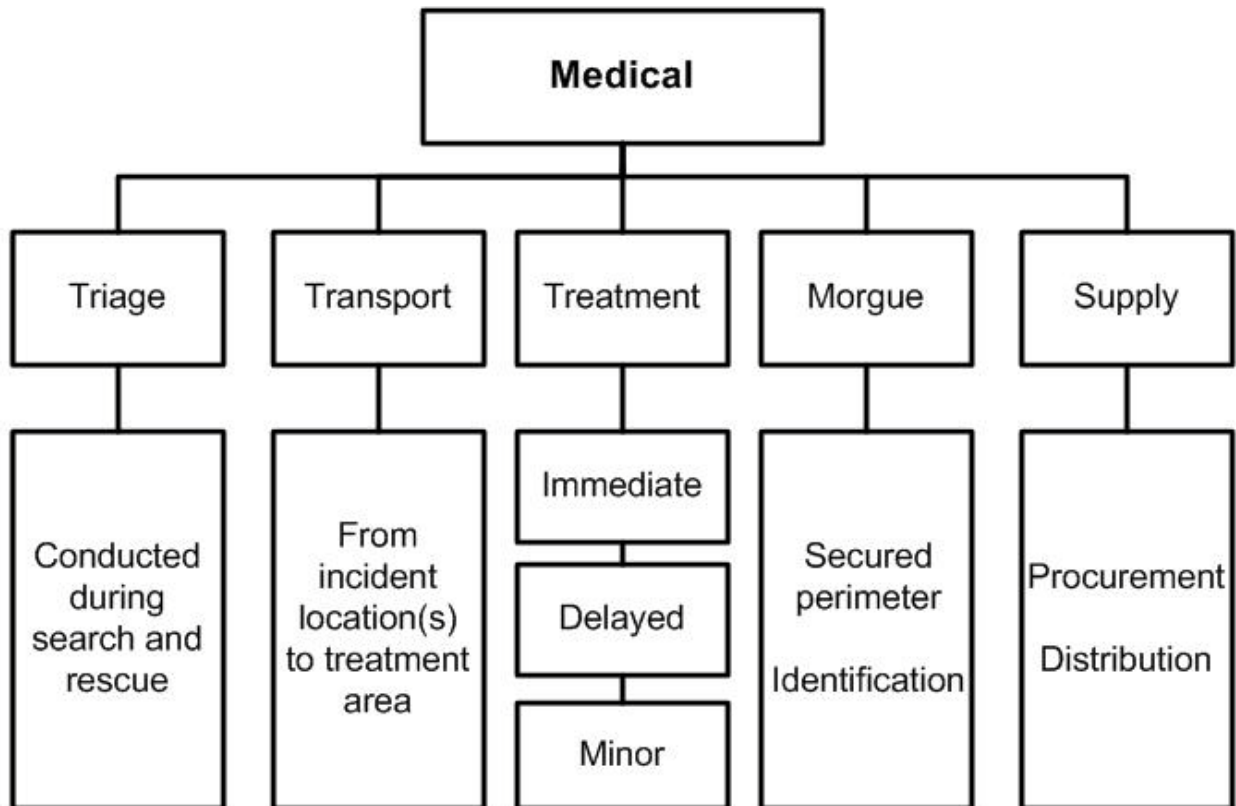 Medical
Triage
Transport
Treatment
Morgue
Supply
Conducted
during
search and
rescue
From
incident
location(s)
to treatment
area
Immediate
Delayed
Minor
Secured
perimeter
Identification
Procurement
Distribution